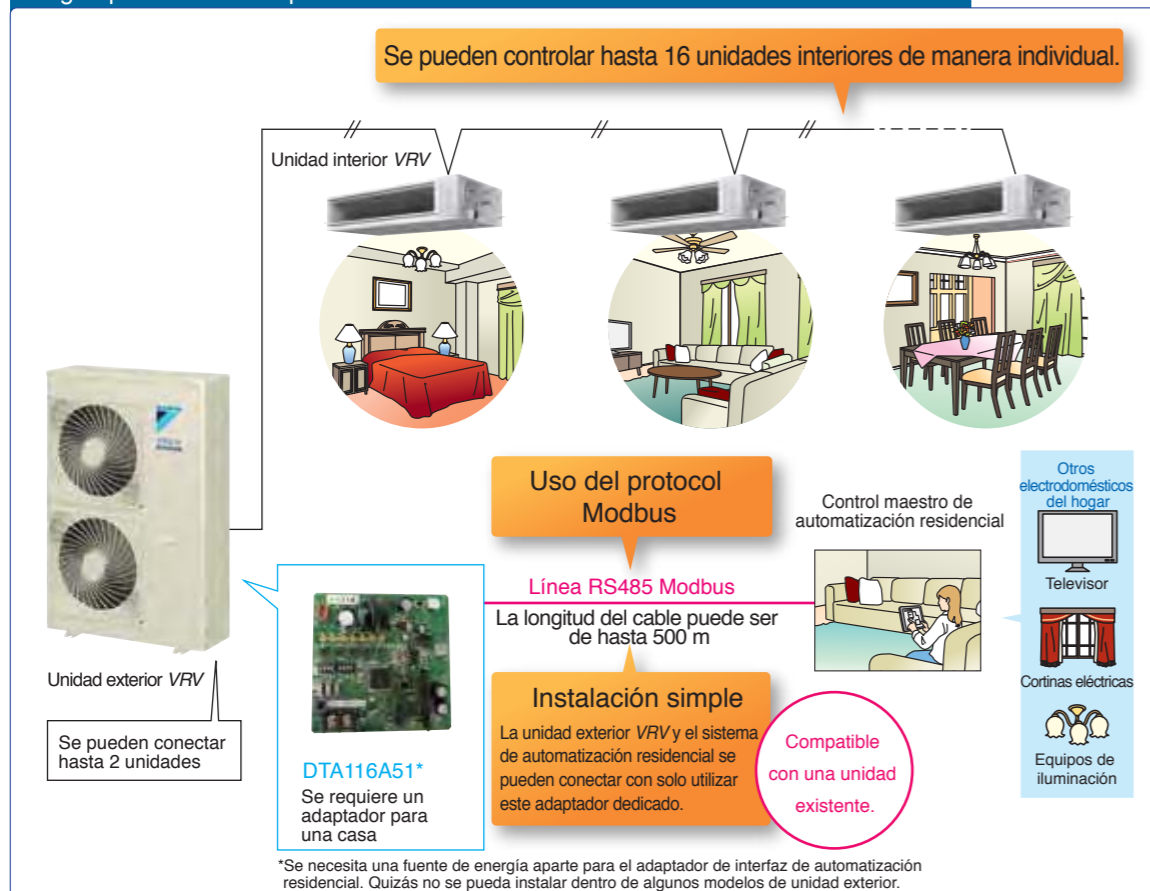 Se pueden controlar hasta 16 unidades interiores de manera individual.
Unidad interior VRV
Uso del protocol
Modbus
Control maestro de
automatización residencial
Otros
electrodomésticos
del hogar
Televisor
Cortinas eléctricas
Equipos de
iluminación
Línea RS485 Modbus
La longitud del cable puede ser
de hasta 500 m
Unidad exterior VRV
Se pueden conectar
hasta 2 unidades
DTA116A51*
Se requiere un
adaptador para
una casa
Instalación simple
La unidad exterior VRV y el sistema
de automatización residencial se
pueden conectar con solo utilizar
este adaptador dedicado.
Compatible
con una unidad
existente.
*Se necesita una fuente de energía aparte para el adaptador de interfaz de automatización
residencial. Quizás no se pueda instalar dentro de algunos modelos de unidad exterior.